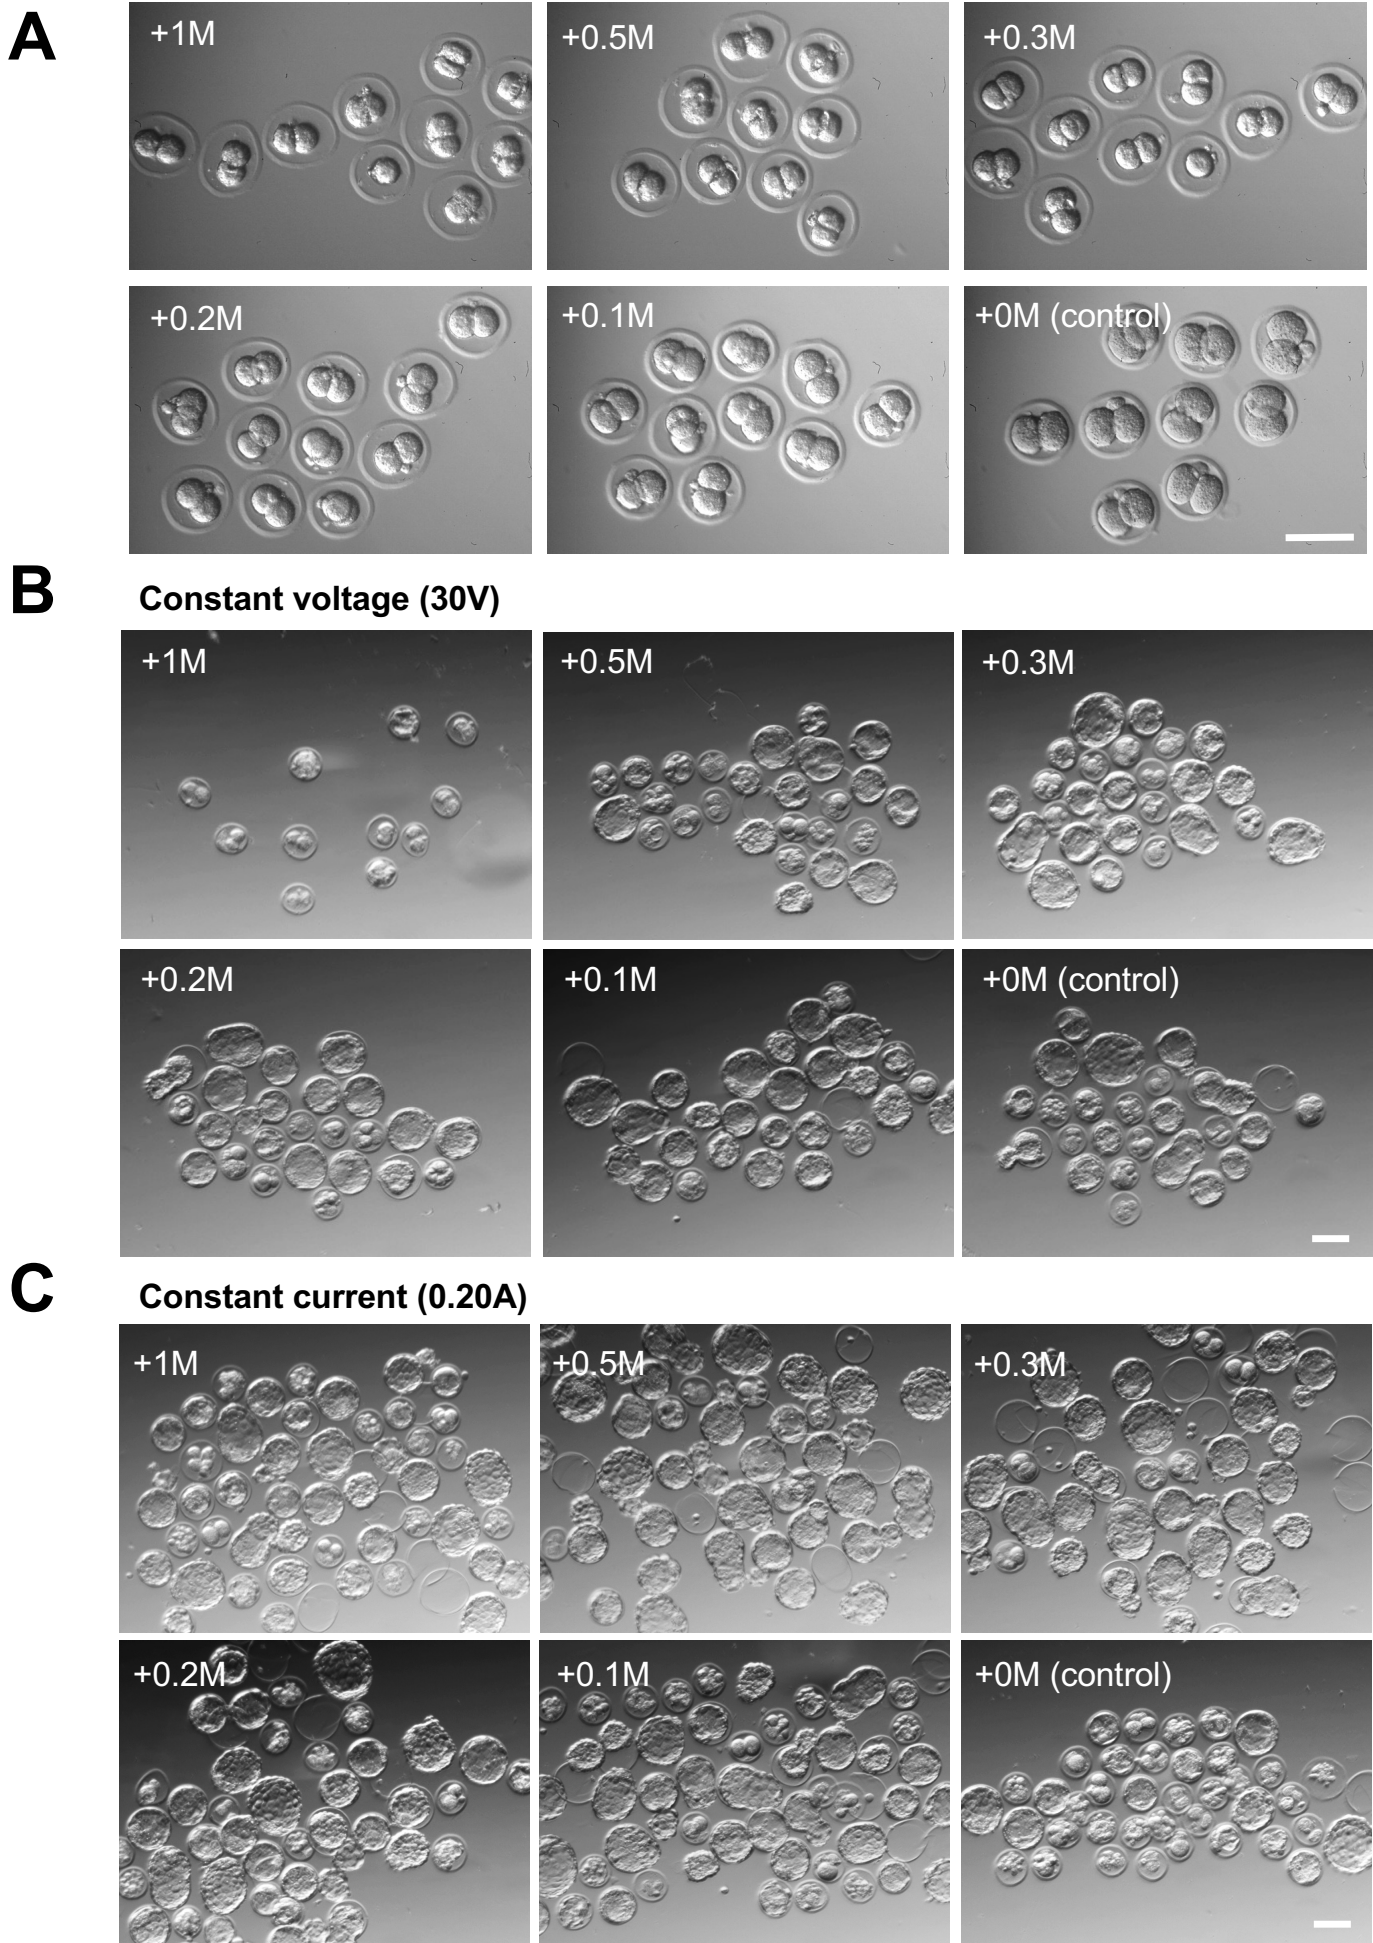 A
+1M
+0.5M
+0.3M
+0.2M
+0.1M
+0M (control)
B
Constant voltage (30V)
+1M
+0.5M
+0.3M
+0.2M
+0.1M
+0M (control)
C
Constant current (0.20A)
+1M
+0.5M
+0.3M
+0.2M
+0.1M
+0M (control)